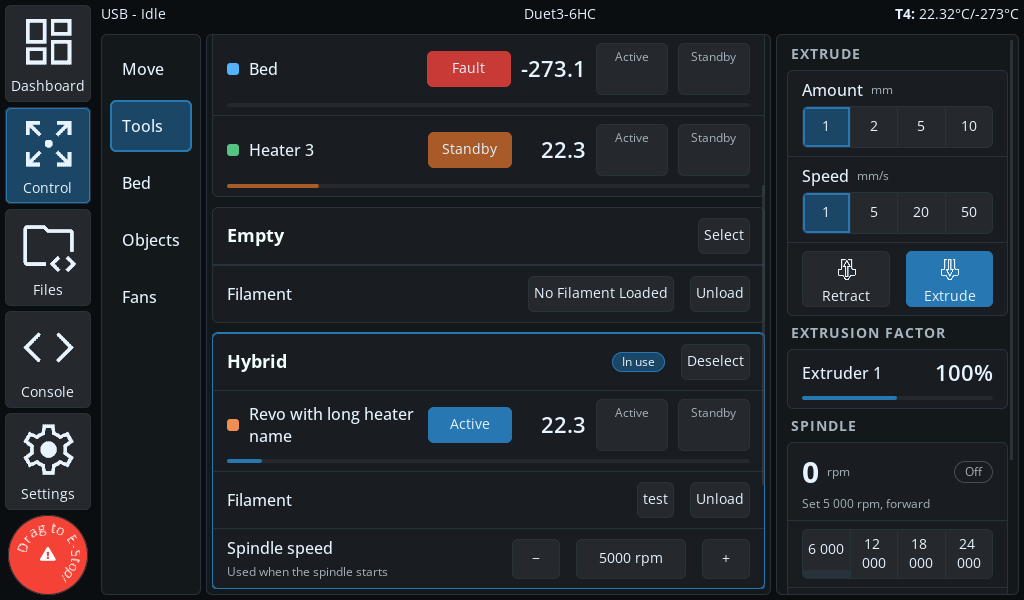 USB - Idle
Duet3-6HC
T4: 22.32°C/-273°C
Dashboard
Control
Files
Console
Settings
Drag to E-Stop!
Move
Tools
Bed
Objects
Fans
Bed
Fault
-273.1
Active
Standby
Heater 3
Standby
22.3
Active
Standby
Empty
Select
Filament
No Filament Loaded
Unload
Hybrid
In use
Deselect
Revo with long heater
name
Active
22.3
Active
Standby
Filament
test
Unload
Spindle speed
Used when the spindle starts
−
5000 rpm
+
EXTRUDE
Amount mm
1 2 5 10
Speed mm/s
1 5 20 50
Retract
Extrude
EXTRUSION FACTOR
Extruder 1
100%
SPINDLE
0 rpm
Off
Set 5 000 rpm, forward
6 000
12
000
18
000
24
000